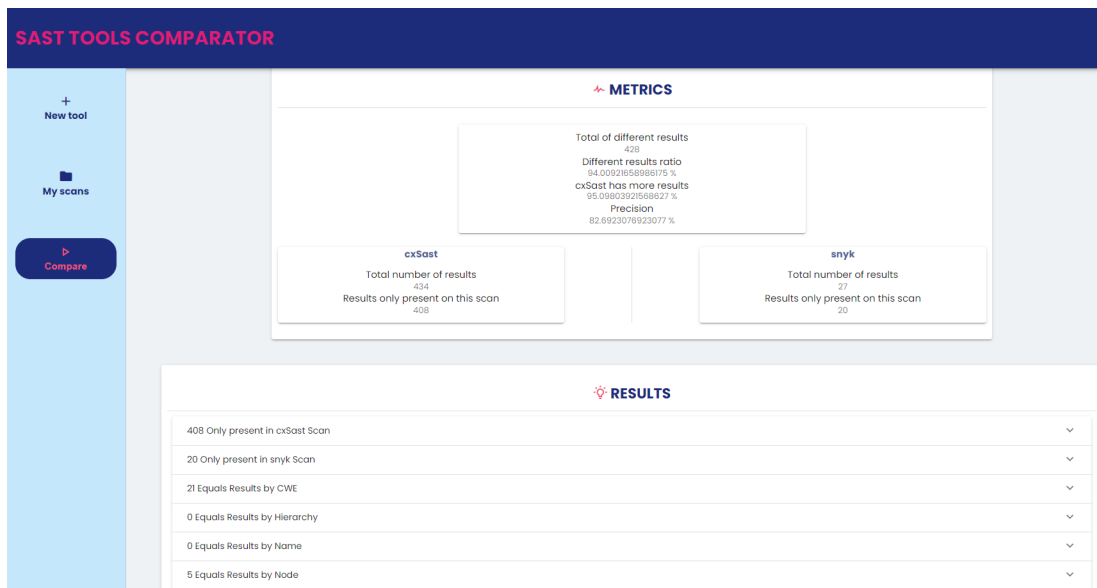 SAST TOOLS COMPARATOR
New tool
My scans
Compare
METRICS
Total of different results
428
Different results ratio
94.00921658986175 %
cxSast has more results
95.09803921568627 %
Precision
82.6923076923077 %
cxSast
Total number of results
434
Results only present on this scan
408
snyk
Total number of results
27
Results only present on this scan
20
RESULTS
408 Only present in cxSast Scan
20 Only present in snyk Scan
21 Equals Results by CWE
0 Equals Results by Hierarchy
0 Equals Results by Name
5 Equals Results by Node